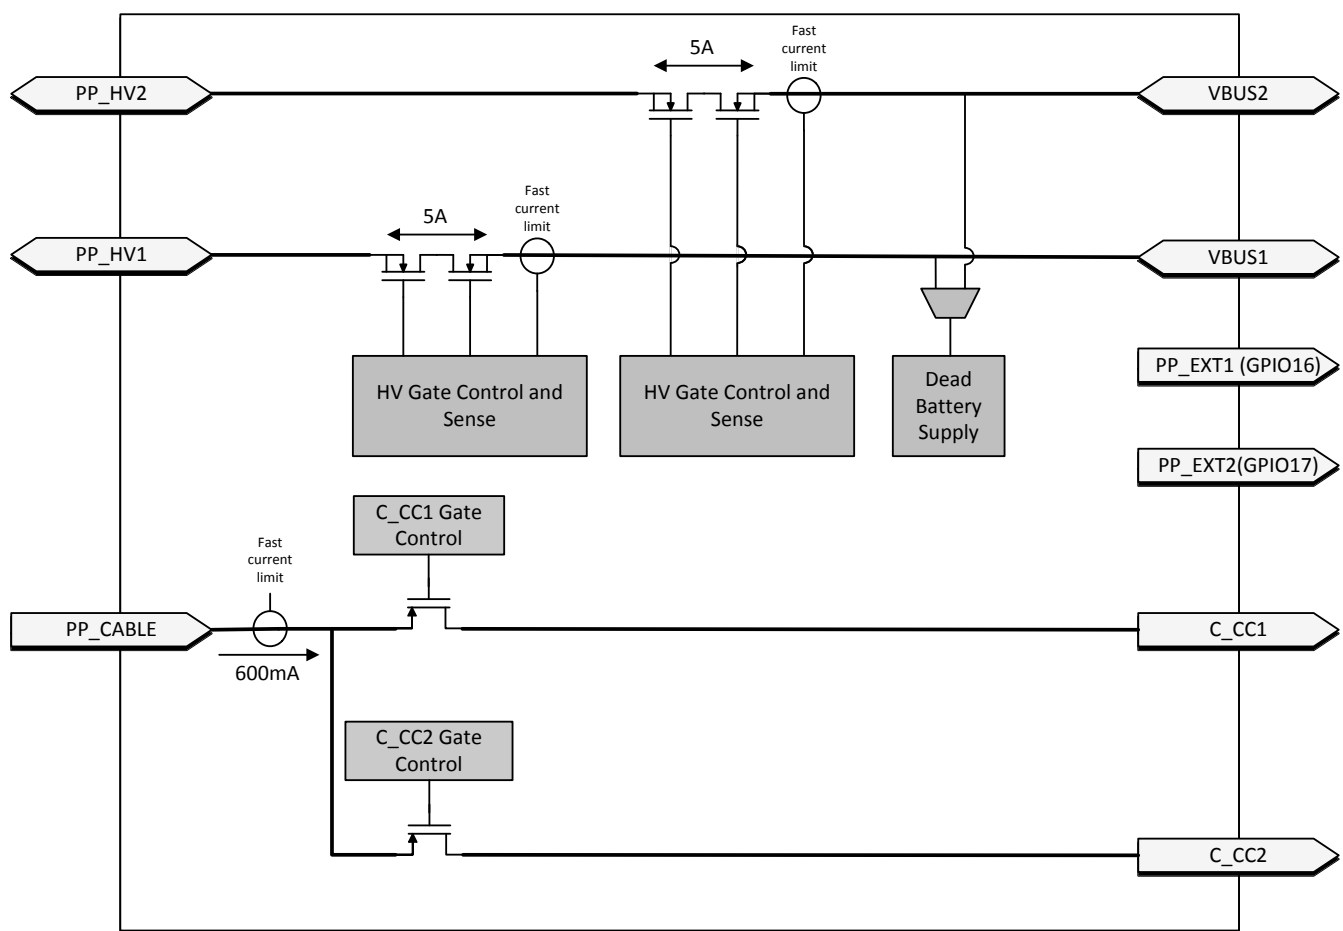 Fast
current
limit
5A
PP_HV2
VBUS2
Fast
current
limit
5A
PP_HV1
VBUS1
HV Gate Control and
Sense
HV Gate Control and
Sense
Dead
Battery
Supply
PP_EXT1 (GPIO16)
PP_EXT2(GPIO17)
C_CC1 Gate
Control
Fast
current
limit
PP_CABLE
600mA
C_CC1
C_CC2 Gate
Control
C_CC2